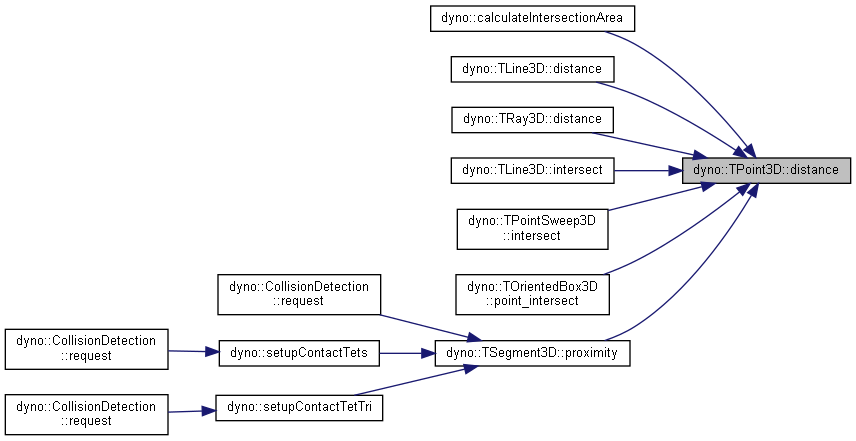 dyno::calculateIntersectionArea
dyno::TLine3D::distance
dyno::TRay3D::distance
dyno::TLine3D::intersect
dyno::TPoint3D::distance
dyno::TPointSweep3D
::intersect
dyno::TOrientedBox3D
::point_intersect
dyno::CollisionDetection
::request
dyno::TSegment3D::proximity
dyno::setupContactTets
dyno::CollisionDetection
::request
dyno::setupContactTetTri
dyno::CollisionDetection
::request